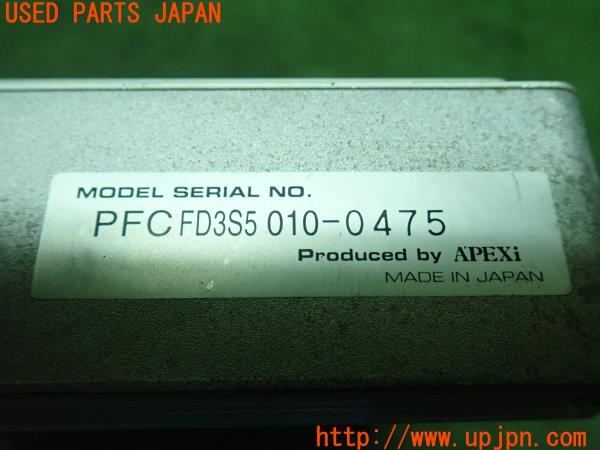 USED PARTS JAPAN
MODEL SERIAL NO.
PFC FD3S5 010-0475
Produced by A'PEXi
MADE IN JAPAN
http://www.upjpn.com/